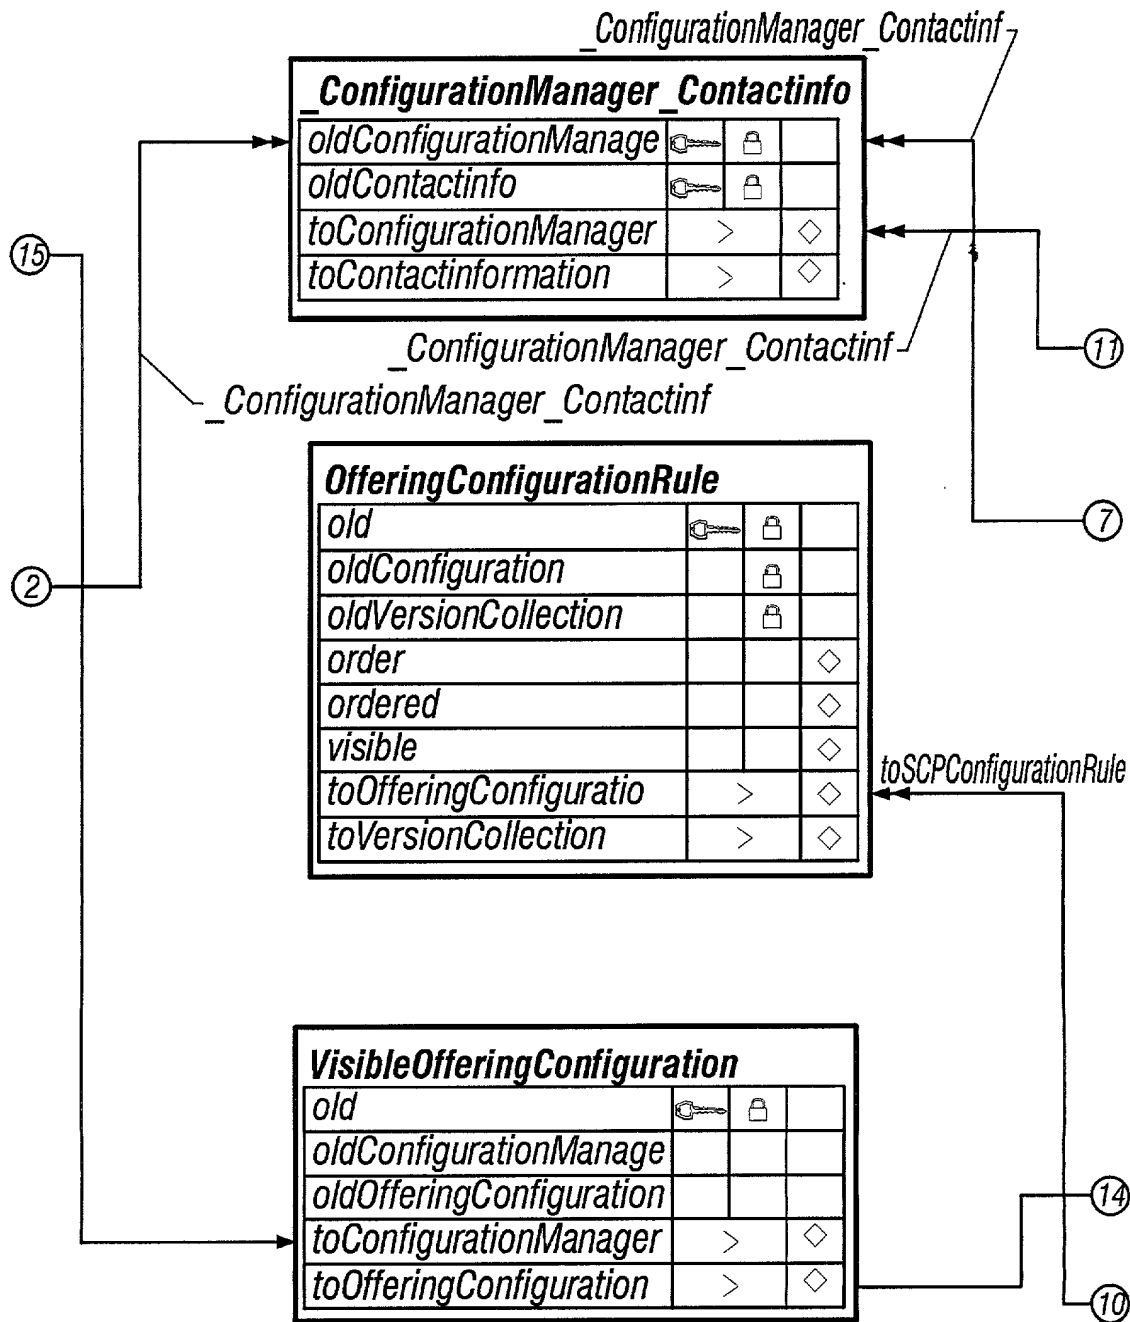 _ConfigurationManager_Contactinf
_ConfigurationManager_Contactinfo
oldConfigurationManage
oldContactinfo
toConfigurationManager >
toContactinformation >
15
11
_ConfigurationManager_Contactinf
_ConfigurationManager_Contactinf
OfferingConfigurationRule
old
7
oldConfiguration
2
oldVersionCollection
order
ordered
visible
toSCPConfigurationRule
toOfferingConfiguratio >
toVersionCollection >
VisibleOfferingConfiguration
old
oldConfigurationManage
oldOfferingConfiguration
14
toConfigurationManager >
toOfferingConfiguration >
10